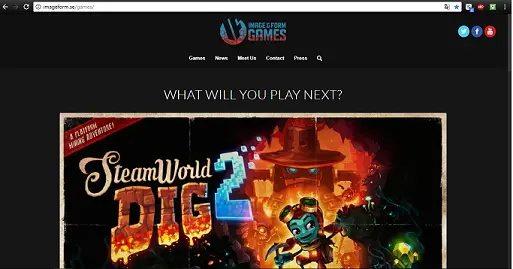 imageform.se/games/
IMAGE & FORM
GAMES
Games News Meet Us Contact Press
WHAT WILL YOU PLAY NEXT?
A PLATFORM
MINING ADVENTURE!
STEAMWORLD
DIG 2